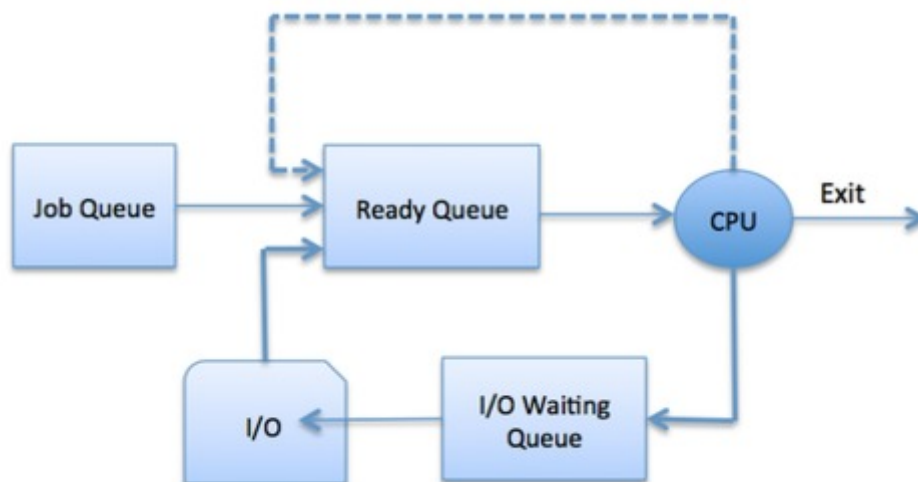 Job Queue
Ready Queue
CPU
Exit
I/O
I/O Waiting
Queue